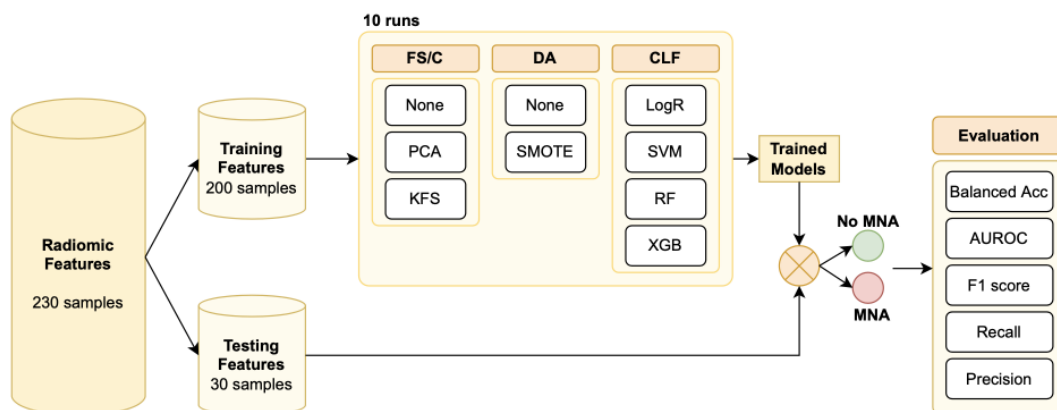 10 runs
FS/C
DA
CLF
None
PCA
KFS
None
SMOTE
LogR
SVM
RF
XGB
Radiomic
Features
230 samples
Training
Features
200 samples
Testing
Features
30 samples
Trained
Models
No MNA
MNA
Evaluation
Balanced Acc
AUROC
F1 score
Recall
Precision